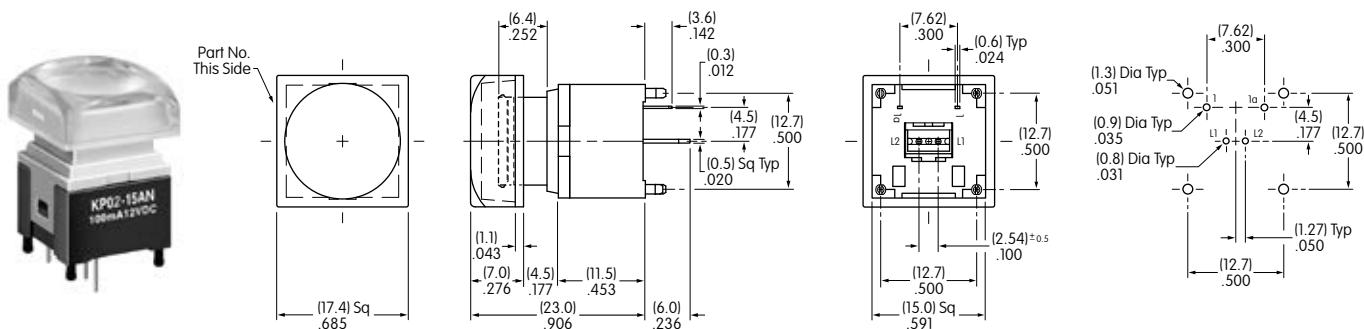 KP02-15AN
100mA12VDC
Part No.
This Side
(17.4) Sq
.685
(6.4)
.252
(3.6)
.142
(0.3)
.012
(4.5)
.177
(12.7)
.500
(0.5) Sq Typ
.020
(1.1)
.043
(7.0)
.276
(4.5)
.177
(11.5)
.453
(23.0)
.906
(6.0)
.236
(7.62)
.300
(0.6) Typ
.024
L2
L1
(12.7)
.500
(2.54)±0.5
.100
(12.7)
.500
(15.0) Sq
.591
(7.62)
.300
(1.3) Dia Typ
.051
1
1a
(0.9) Dia Typ
.035
L1
L2
(4.5)
.177
(12.7)
.500
(0.8) Dia Typ
.031
(1.27) Typ
.050
(12.7)
.500